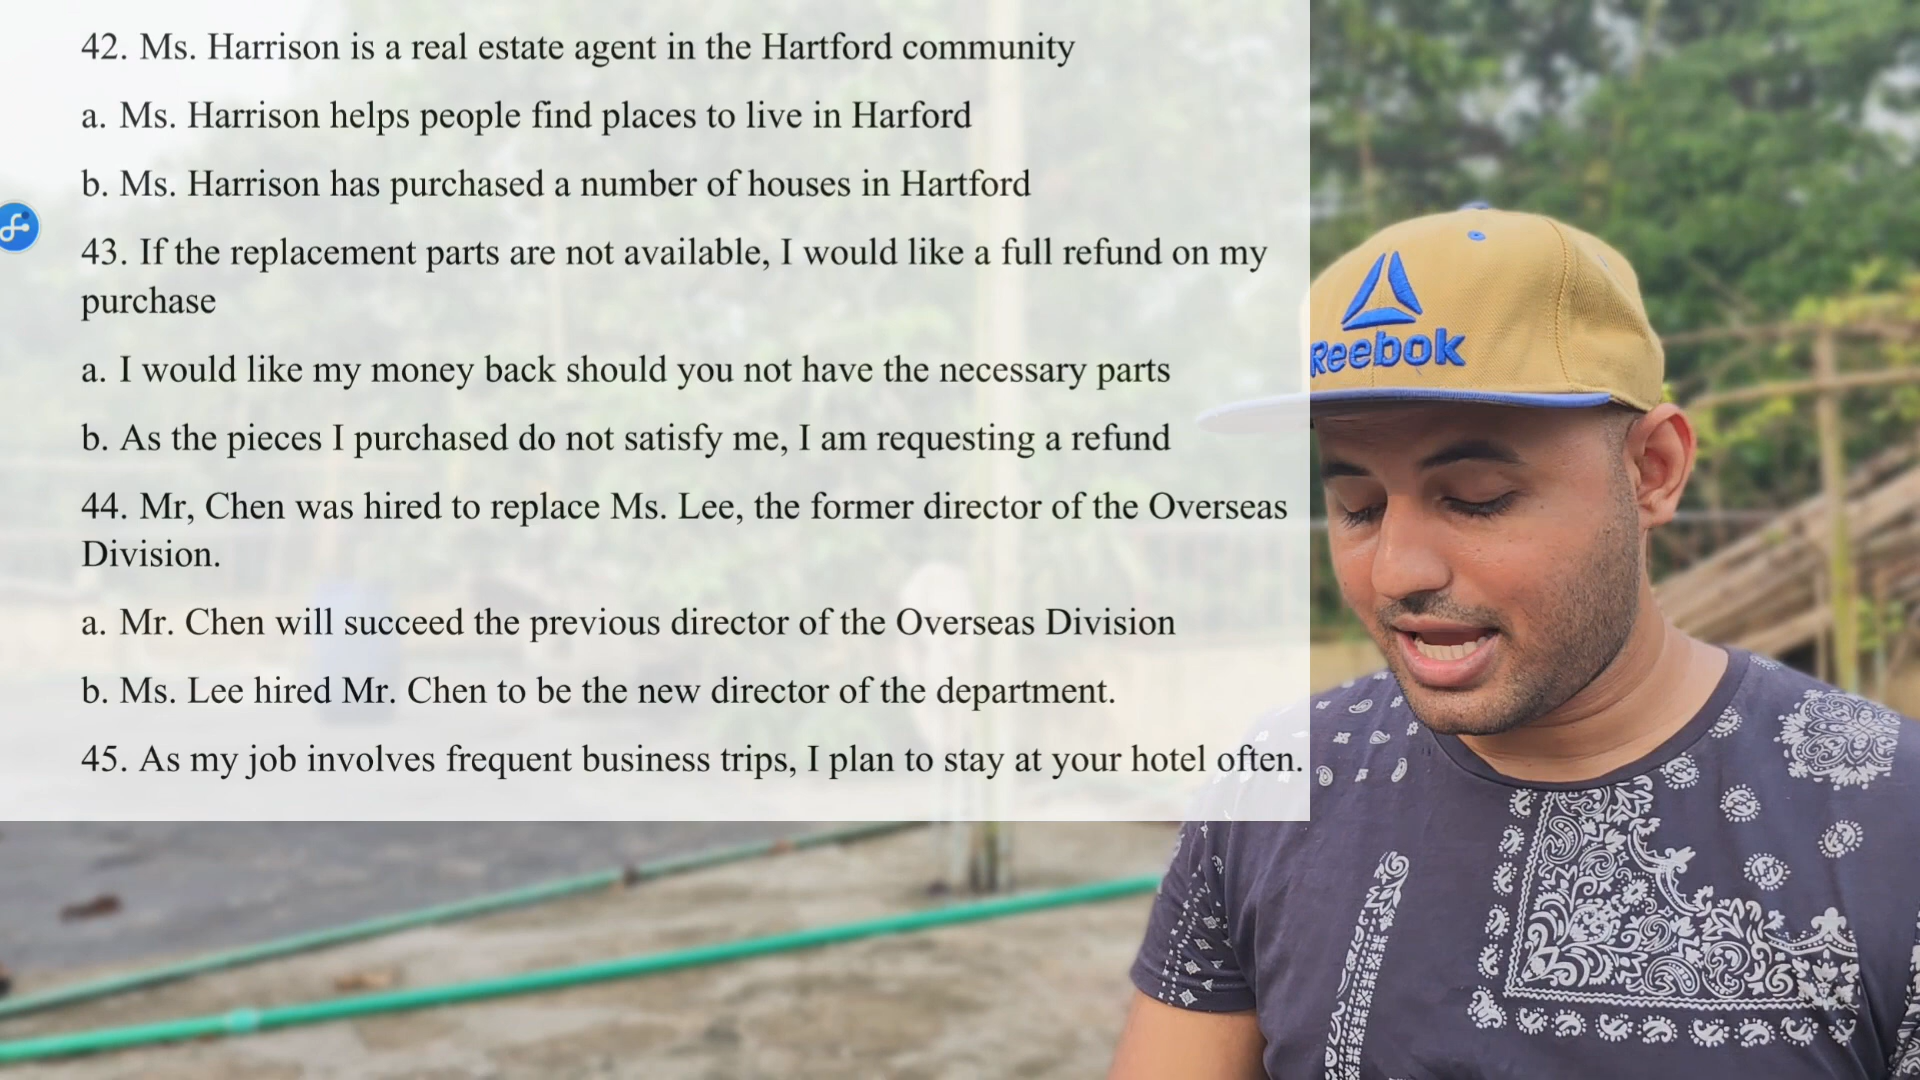 42. Ms. Harrison is a real estate agent in the Hartford community
a. Ms. Harrison helps people find places to live in Harford
b. Ms. Harrison has purchased a number of houses in Hartford
43. If the replacement parts are not available, I would like a full refund on my
purchase
a. I would like my money back should you not have the necessary parts
b. As the pieces I purchased do not satisfy me, I am requesting a refund
44. Mr, Chen was hired to replace Ms. Lee, the former director of the Overseas
Division.
a. Mr. Chen will succeed the previous director of the Overseas Division
b. Ms. Lee hired Mr. Chen to be the new director of the department.
45. As my job involves frequent business trips, I plan to stay at your hotel often.
Reebok